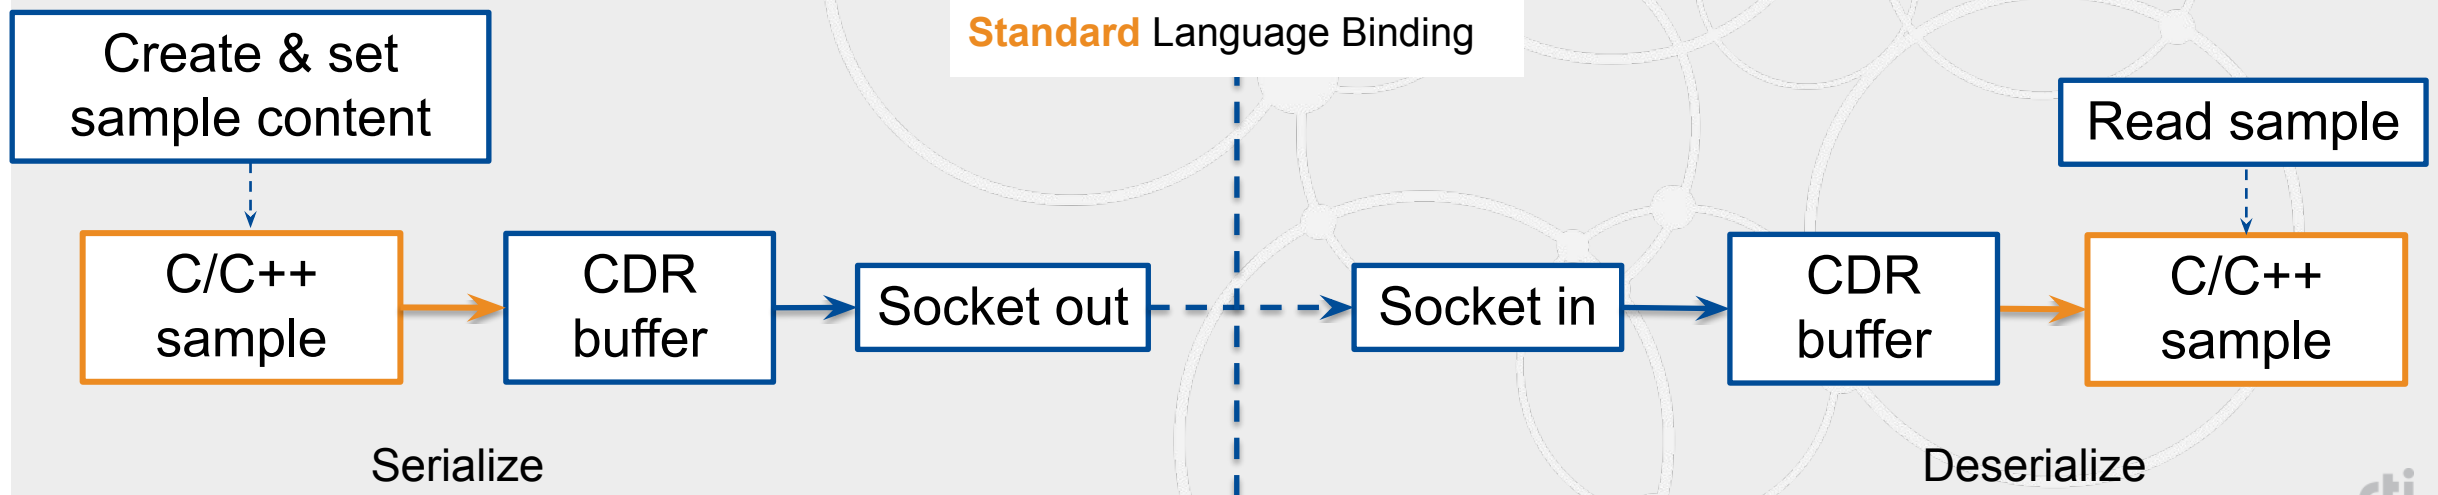 Standard Language Binding
Create & set
sample content
Read sample
C/C++
sample
CDR
buffer
Socket out
Socket in
CDR
buffer
C/C++
sample
Serialize
Deserialize
rti